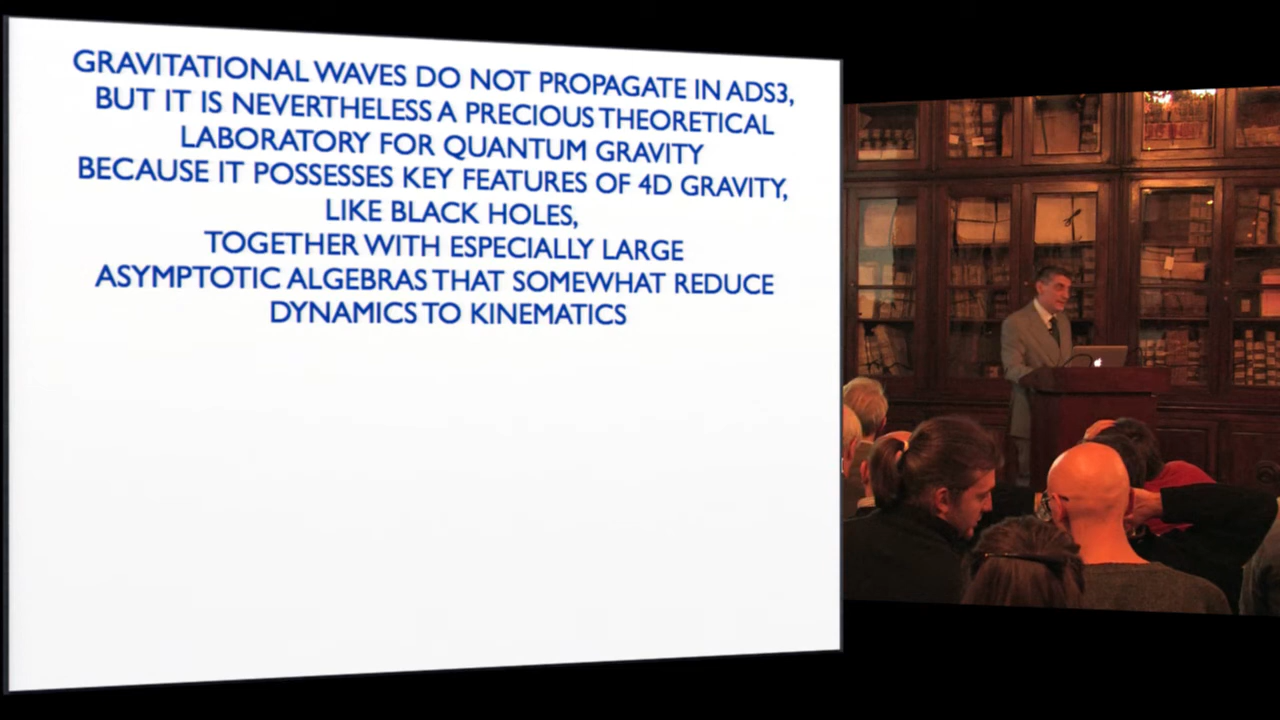 GRAVITATIONAL WAVES DO NOT PROPAGATE IN ADS3,
BUT IT IS NEVERTHELESS A PRECIOUS THEORETICAL
LABORATORY FOR QUANTUM GRAVITY
BECAUSE IT POSSESSES KEY FEATURES OF 4D GRAVITY,
LIKE BLACK HOLES,
TOGETHER WITH ESPECIALLY LARGE
ASYMPTOTIC ALGEBRAS THAT SOMEWHAT REDUCE
DYNAMICS TO KINEMATICS